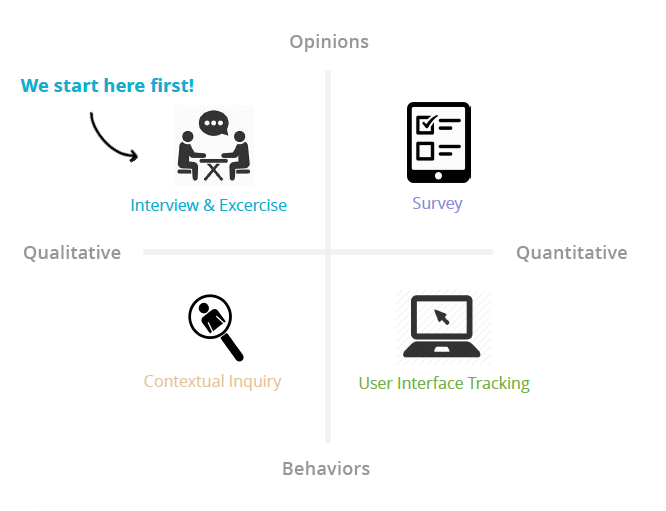 Opinions
We start here first!
Interview & Excercise
Survey
Qualitative
Quantitative
Contextual Inquiry
User Interface Tracking
Behaviors